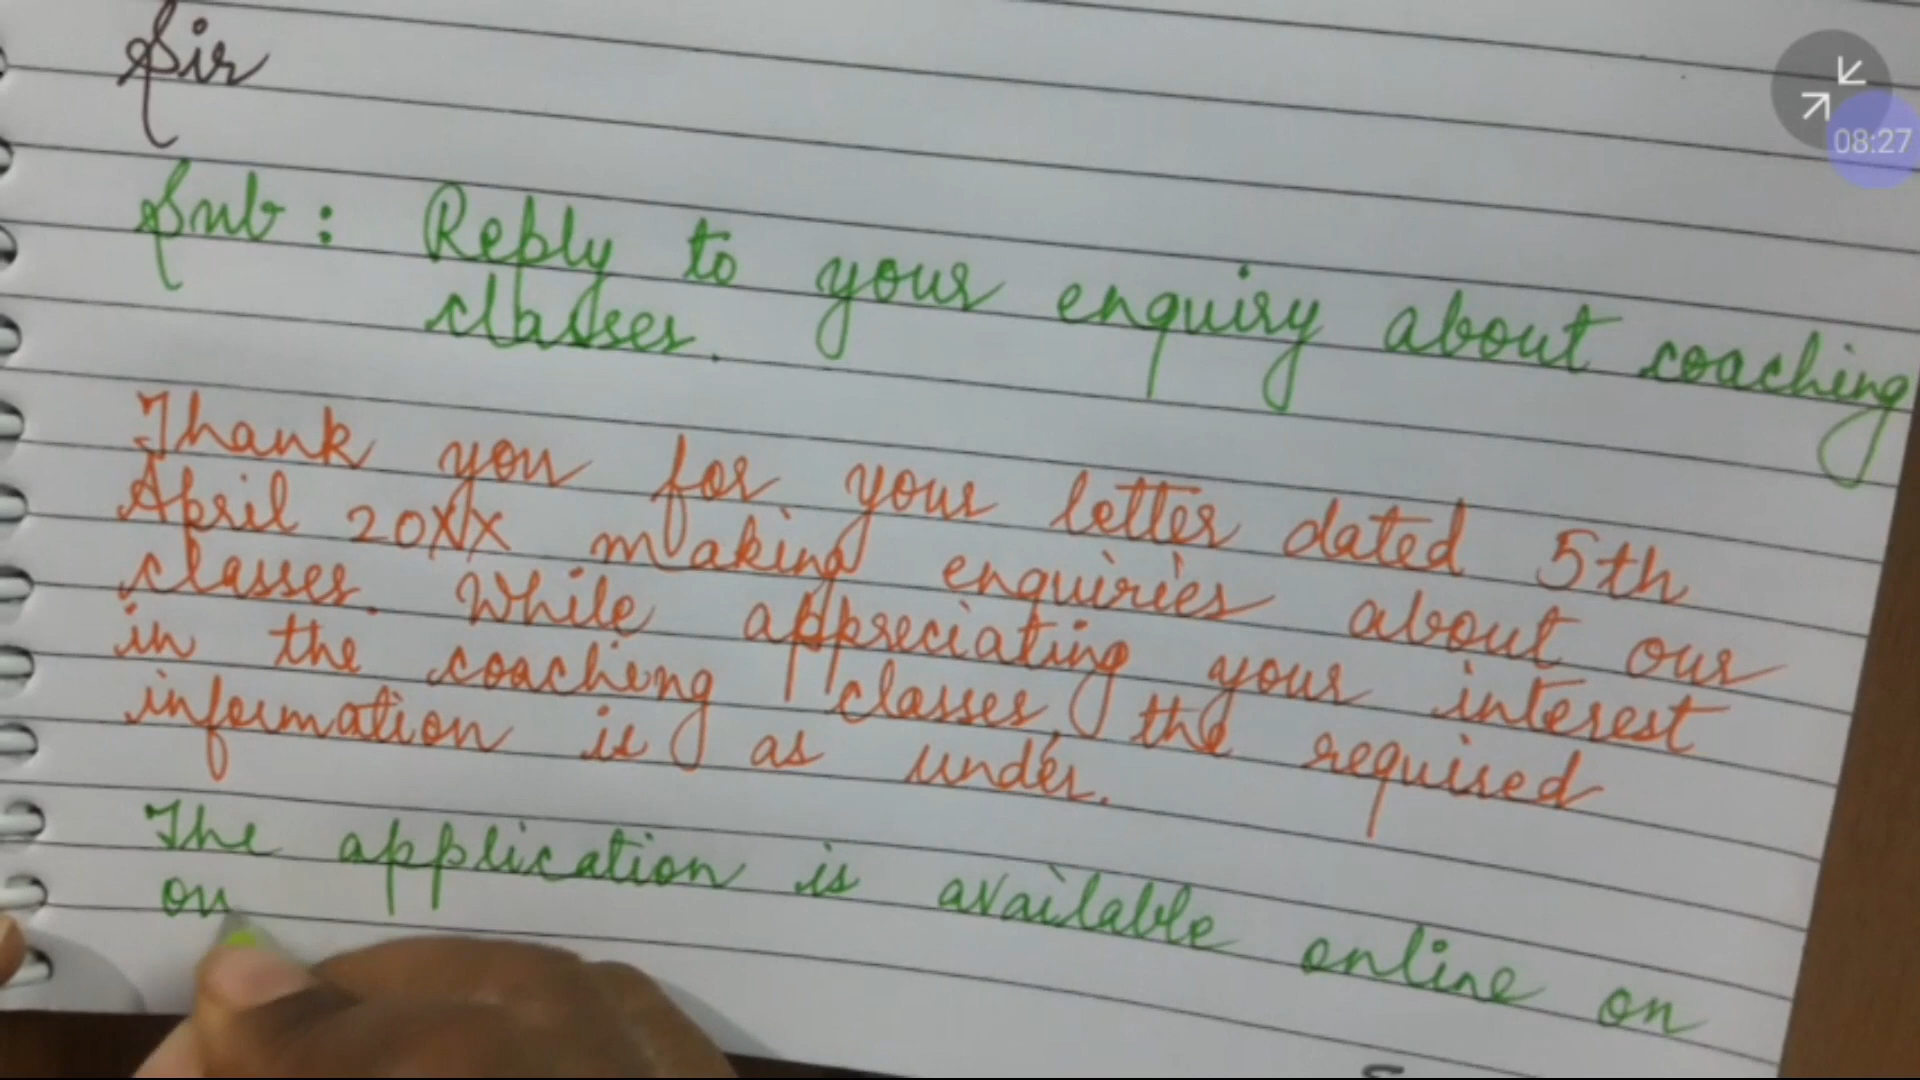 Sir
08:27
Sub: Reply to your enquiry about coaching
classes.
Thank you for your letter dated 5th
April 20XX making enquiries about our
classes. While appreciating your interest
in the coaching classes, the required
information is as under.
The application is available online on
ou